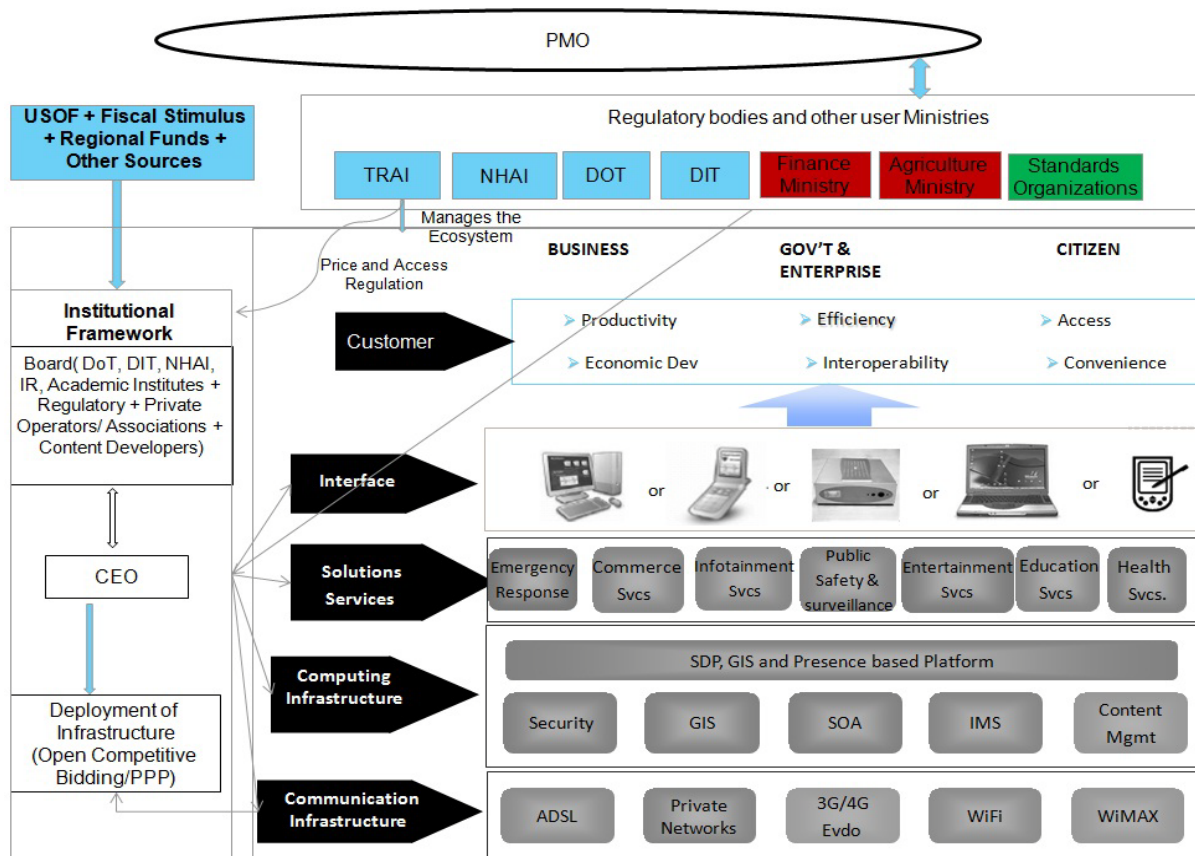 PMO
USOF + Fiscal Stimulus
+ Regional Funds +
Other Sources
Regulatory bodies and other user Ministries
TRAI
NHAI
DOT
DIT
Finance
Ministry
Agriculture
Ministry
Standards
Organizations
Manages the
Ecosystem
Price and Access
Regulation
BUSINESS
GOV'T &
ENTERPRISE
CITIZEN
Institutional
Framework
Board( DoT, DIT, NHAI,
IR, Academic Institutes +
Regulatory + Private
Operators/ Associations +
Content Developers)
CEO
Deployment of
Infrastructure
(Open Competitive
Bidding/PPP)
Customer
Productivity
Efficiency
Access
Economic Dev
Interoperability
Convenience
Interface
or
. or
or
or
Solutions
Services
Emergency
Response
Commerce
Svcs
Infotainment
Svcs
Public
Safety &
surveillance
Entertainment
Svcs
Education
Svcs
Health
Svcs.
Computing
Infrastructure
SDP, GIS and Presence based Platform
Security
GIS
SOA
IMS
Content
Mgmt
Communication
Infrastructure
ADSL
Private
Networks
3G/4G
Evdo
WiFi
WiMAX